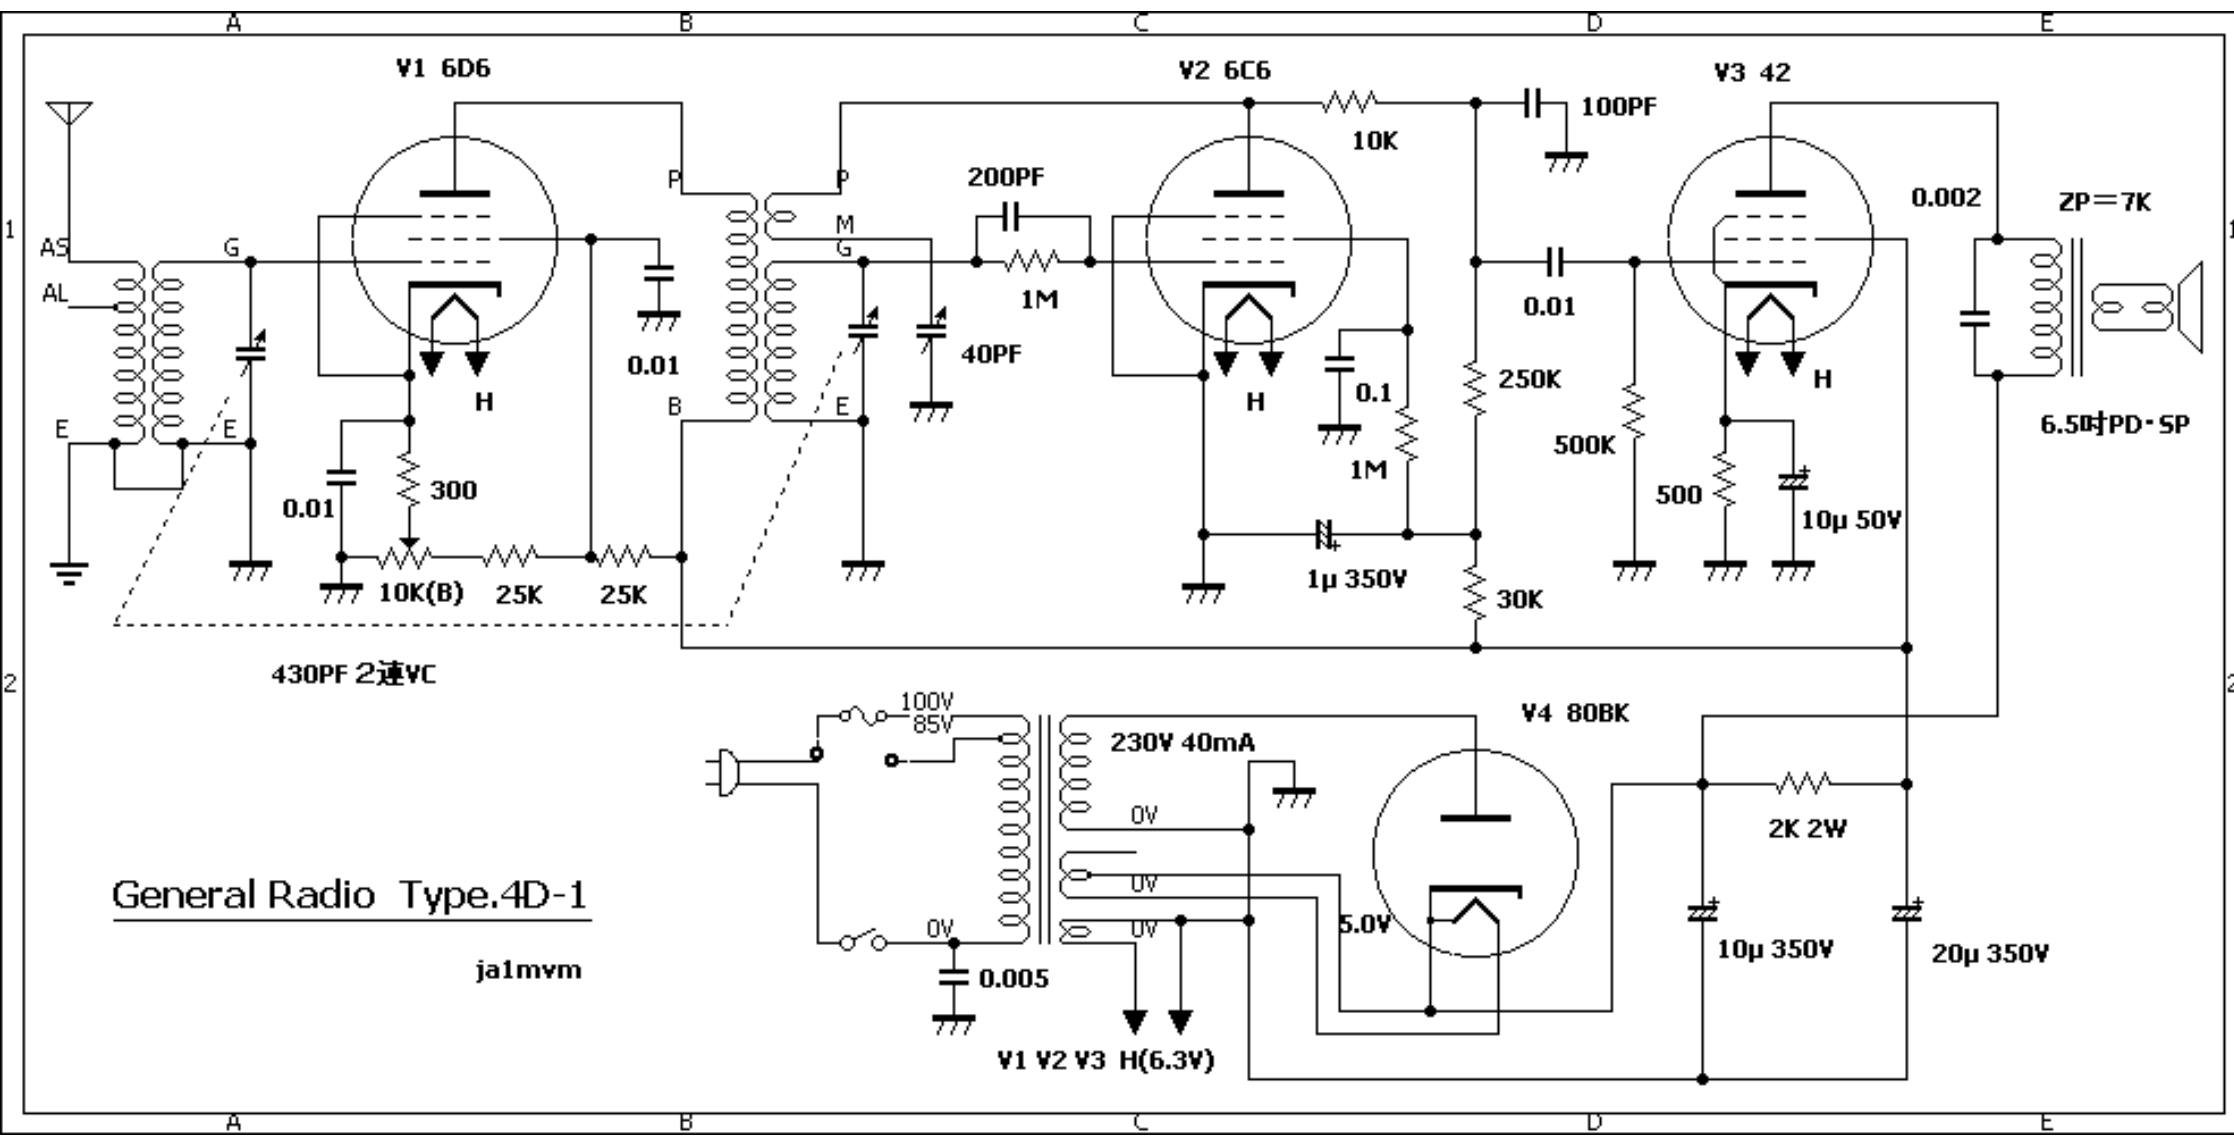 A B C D E
V1 6D6
V2 6C6
V3 42
100PF
10K
P
P
200PF
0.002
ZP=7K
1
1
AS
G
M
G
AL
1M
0.01
0.01
40PF
250K
H
H
H
0.1
E
E
B
E
500K
6.5吋PD・SP
1M
0.01
300
500
10μ 50V
10K(B)
25K
25K
1μ 350V
30K
430PF 2連VC
2
2
100V
85V
V4 80BK
230V 40mA
0V
2K 2W
General Radio Type.4D-1
0V
5.0V
0V
0V
10μ 350V
20μ 350V
ja1mvm
0.005
V1 V2 V3 H(6.3V)
A B C D E